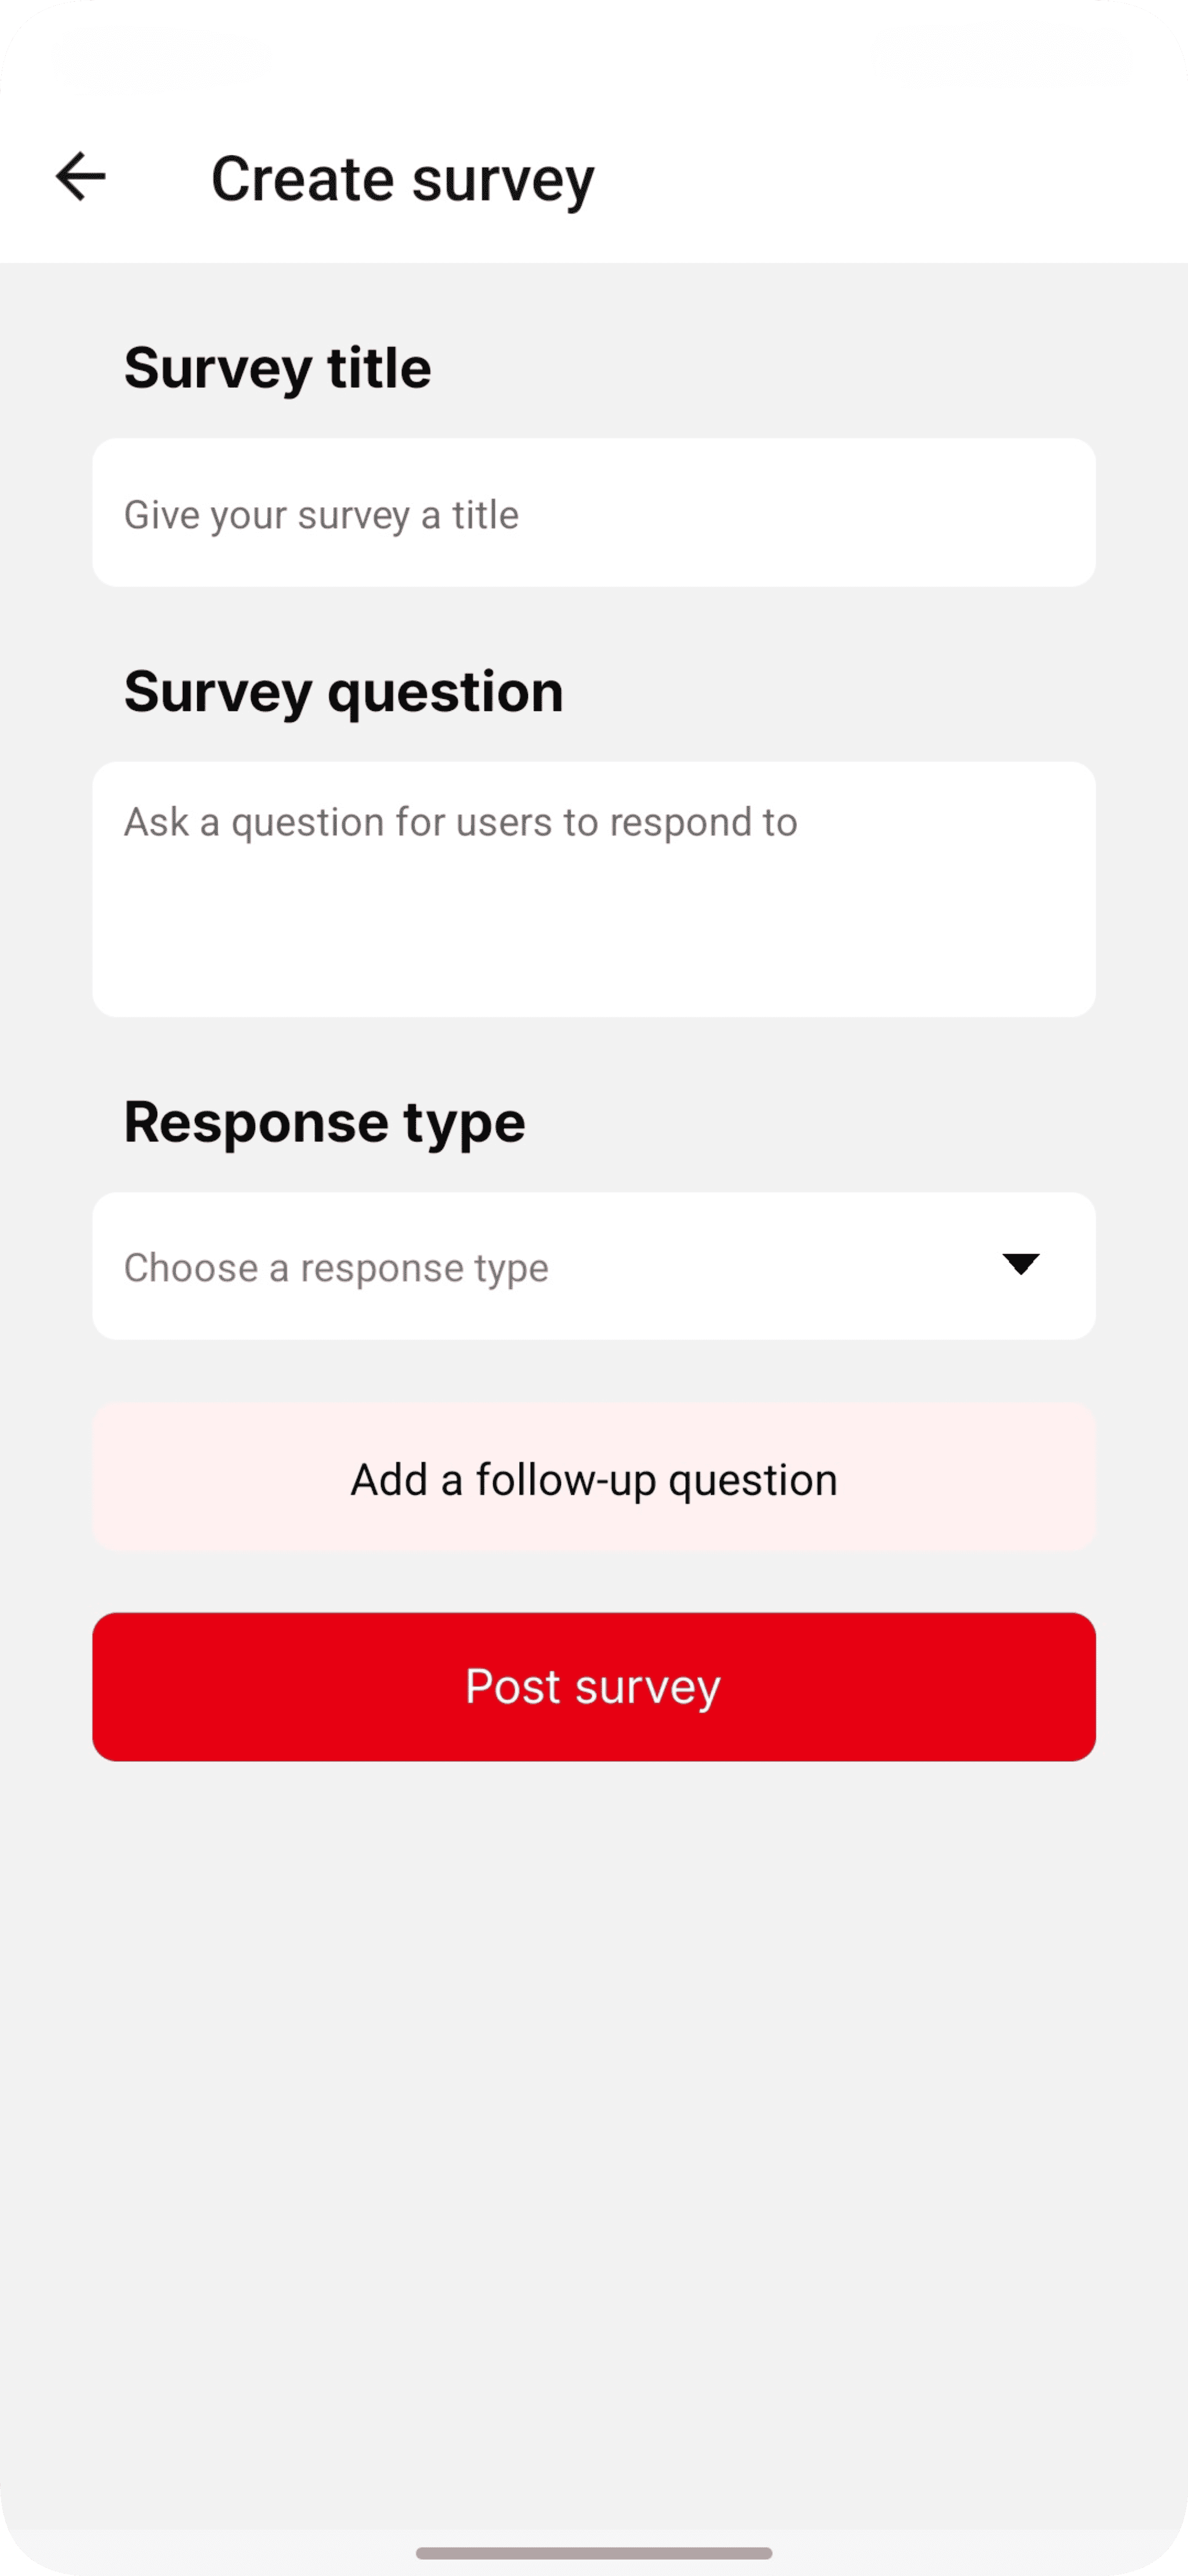 Create survey
Survey title
Give your survey a title
Survey question
Ask a question for users to respond to
Response type
Choose a response type
Add a follow-up question
Post survey